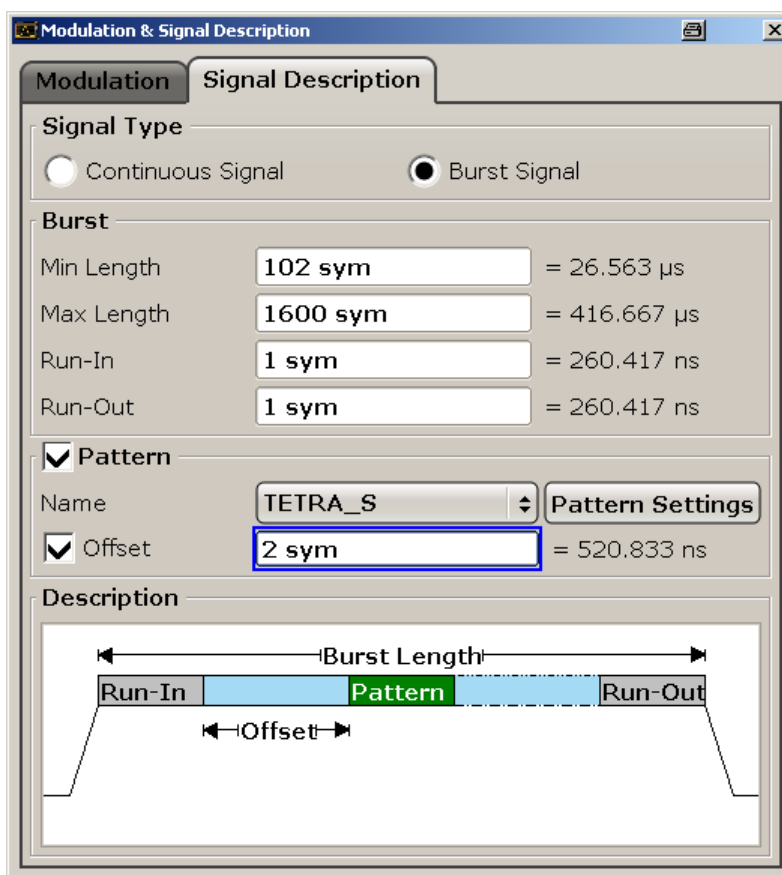 Modulation & Signal Description
Modulation
Signal Description
Signal Type
Continuous Signal
Burst Signal
Burst
Min Length 102 sym = 26.563 µs
Max Length 1600 sym = 416.667 µs
Run-In 1 sym = 260.417 ns
Run-Out 1 sym = 260.417 ns
Pattern
Name TETRA_S Pattern Settings
Offset 2 sym = 520.833 ns
Description
Burst Length
Run-In Pattern Run-Out
Offset